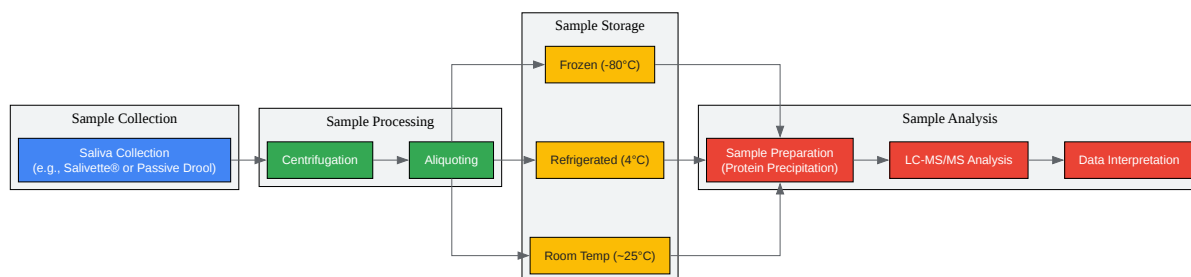 Sample Collection
Saliva Collection
(e.g., Salivette® or Passive Drool)
Sample Processing
Centrifugation
Aliquoting
Sample Storage
Frozen (-80°C)
Refrigerated (4°C)
Room Temp (~25°C)
Sample Analysis
Sample Preparation
(Protein Precipitation)
LC-MS/MS Analysis
Data Interpretation